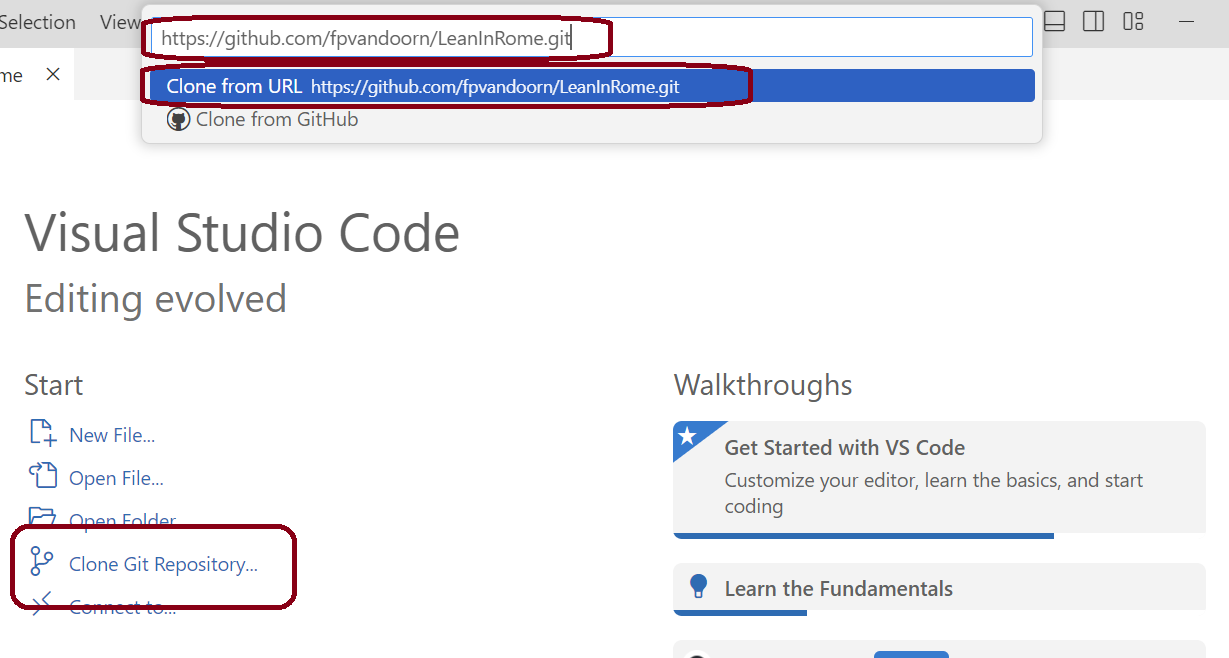 Selection View
https://github.com/fpvandoorn/LeanInRome.git
me
Clone from URL https://github.com/fpvandoorn/LeanInRome.git
Clone from GitHub
Visual Studio Code
Editing evolved
Start
New File...
Open File...
Open Folder
Clone Git Repository...
Connect to...
Walkthroughs
Get Started with VS Code
Customize your editor, learn the basics, and start
coding
Learn the Fundamentals